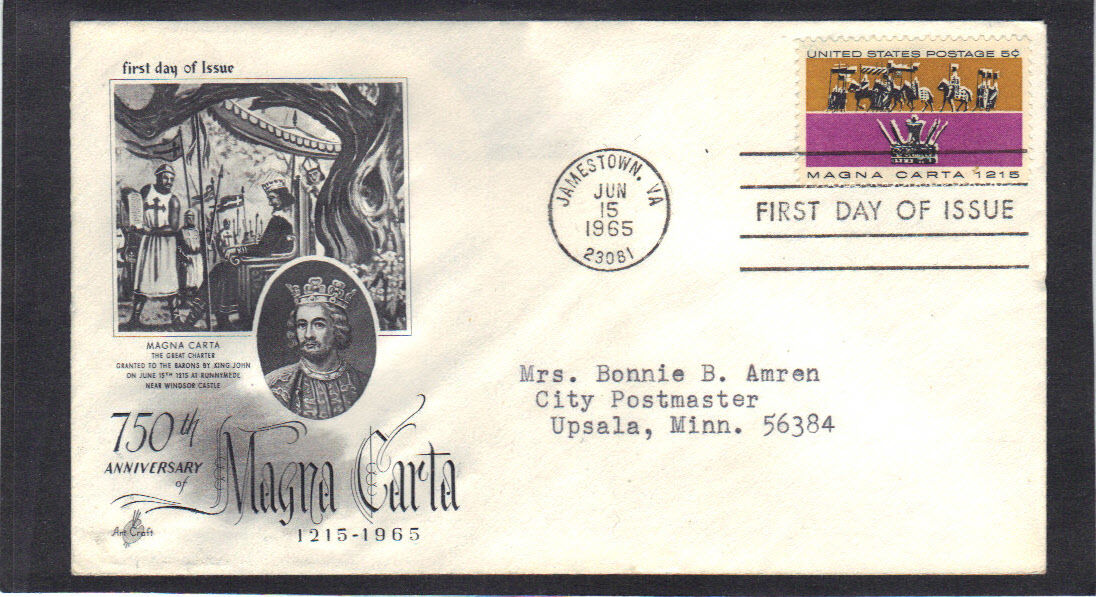 first day of Issue
MAGNA CARTA
THE GREAT CHARTER
GRANTED TO THE BARONS BY KING JOHN
ON JUNE 15TH 1215 AT RUNNYMEDE
NEAR WINDSOR CASTLE
750th
ANNIVERSARY
of
Magna Carta
1215-1965
Art Craft
JAMESTOWN, VA
JUN
15
1965
23081
UNITED STATES POSTAGE 5¢
MAGNA CARTA 1215
FIRST DAY OF ISSUE
Mrs. Bonnie B. Amren
City Postmaster
Upsala, Minn. 56384